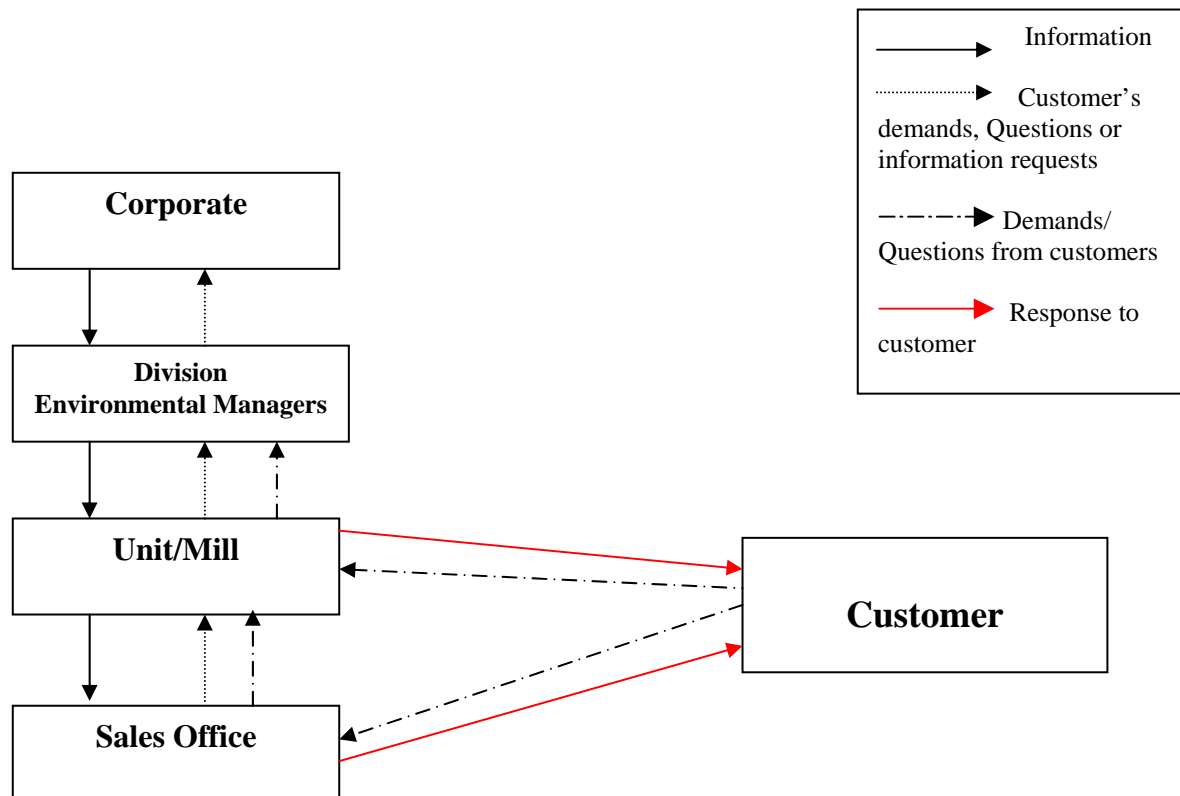 Information
Customer’s
demands, Questions or
information requests
Demands/
Questions from customers
Response to
customer
Corporate
Division
Environmental Managers
Unit/Mill
Customer
Sales Office